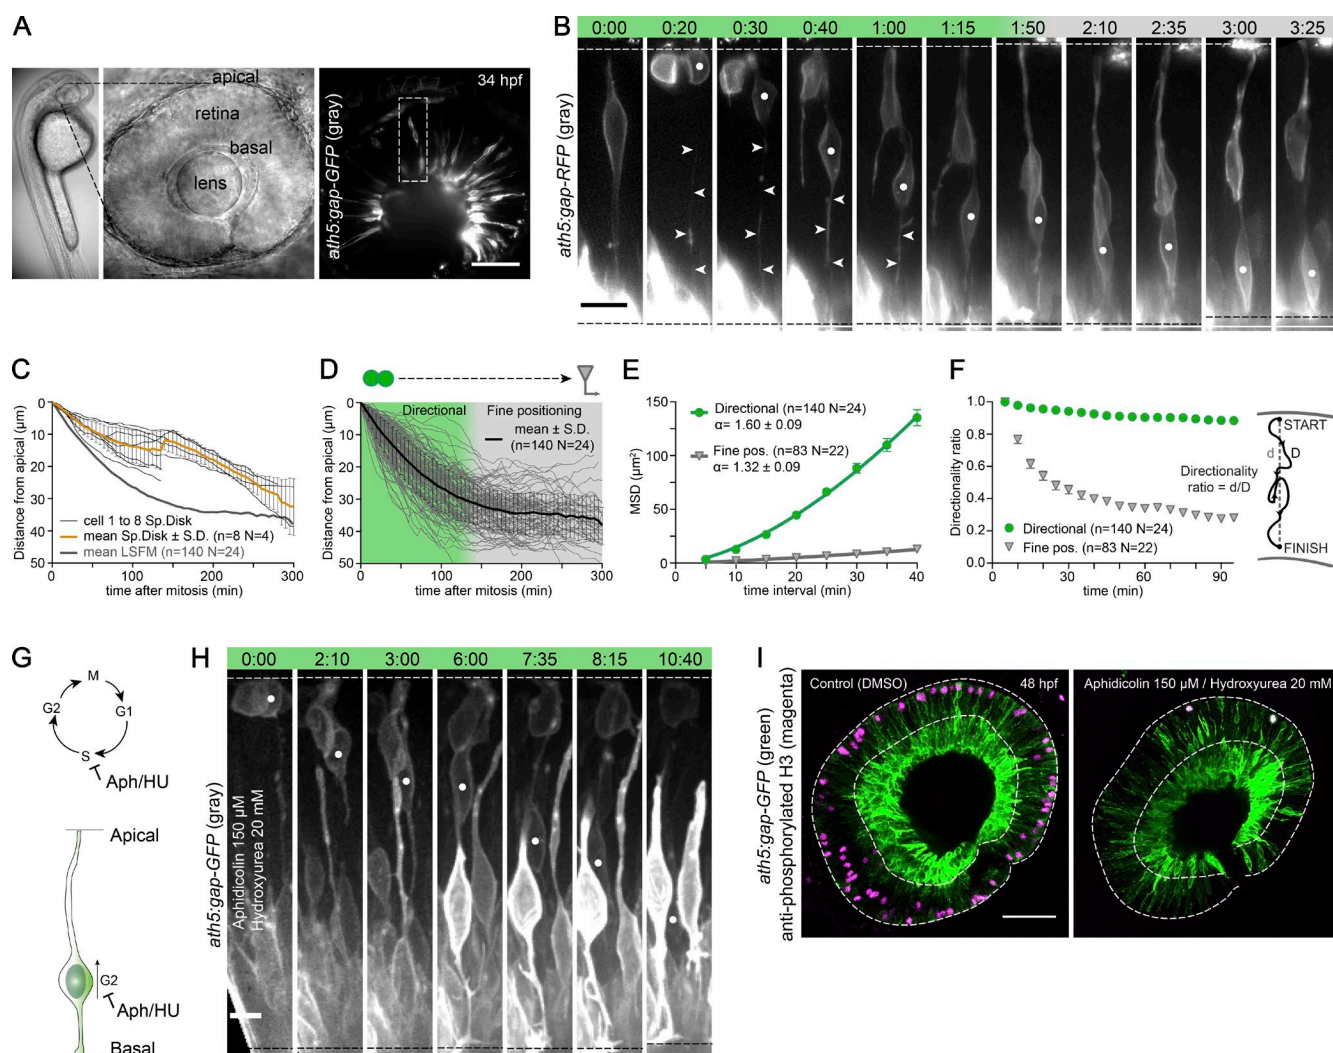 A
apical
retina
basal
lens
34 hpf
ath5:gap-GFP (gray)
B
0:00 0:20 0:30 0:40 1:00 1:15 1:50 2:10 2:35 3:00 3:25
ath5:gap-RFP (gray)
C
Distance from apical (µm)
0
10
20
30
40
50
cell 1 to 8 Sp.Disk
mean Sp.Disk ± S.D. (n=8 N=4)
mean LSFM (n=140 N=24)
0 100 200 300
time after mitosis (min)
D
Distance from apical (µm)
0
10
20
30
40
50
Directional
Fine positioning
mean ± S.D.
(n=140 N=24)
0 100 200 300
time after mitosis (min)
E
MSD (µm²)
150
100
50
0
Directional (n=140 N=24)
α= 1.60 ± 0.09
Fine pos. (n=83 N=22)
α= 1.32 ± 0.09
0 10 20 30 40
time interval (min)
F
Directionality ratio
1.0
0.8
0.6
0.4
0.2
0.0
Directional (n=140 N=24)
Fine pos. (n=83 N=22)
0 30 60 90
time (min)
START
d D
Directionality
ratio = d/D
FINISH
G
M
G2 G1
S
Aph/HU
Apical
G2
Aph/HU
Basal
H
0:00 2:10 3:00 6:00 7:35 8:15 10:40
ath5:gap-GFP (gray)
Aphidicolin 150 µM
Hydroxyurea 20 mM
I
ath5:gap-GFP (green)
anti-phosphorylated H3 (magenta)
Control (DMSO) 48 hpf
Aphidicolin 150 µM / Hydroxyurea 20 mM